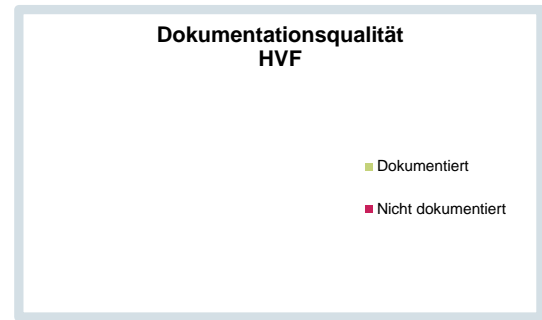 Dokumentationsqualität
HVF
Dokumentiert
Nicht dokumentiert